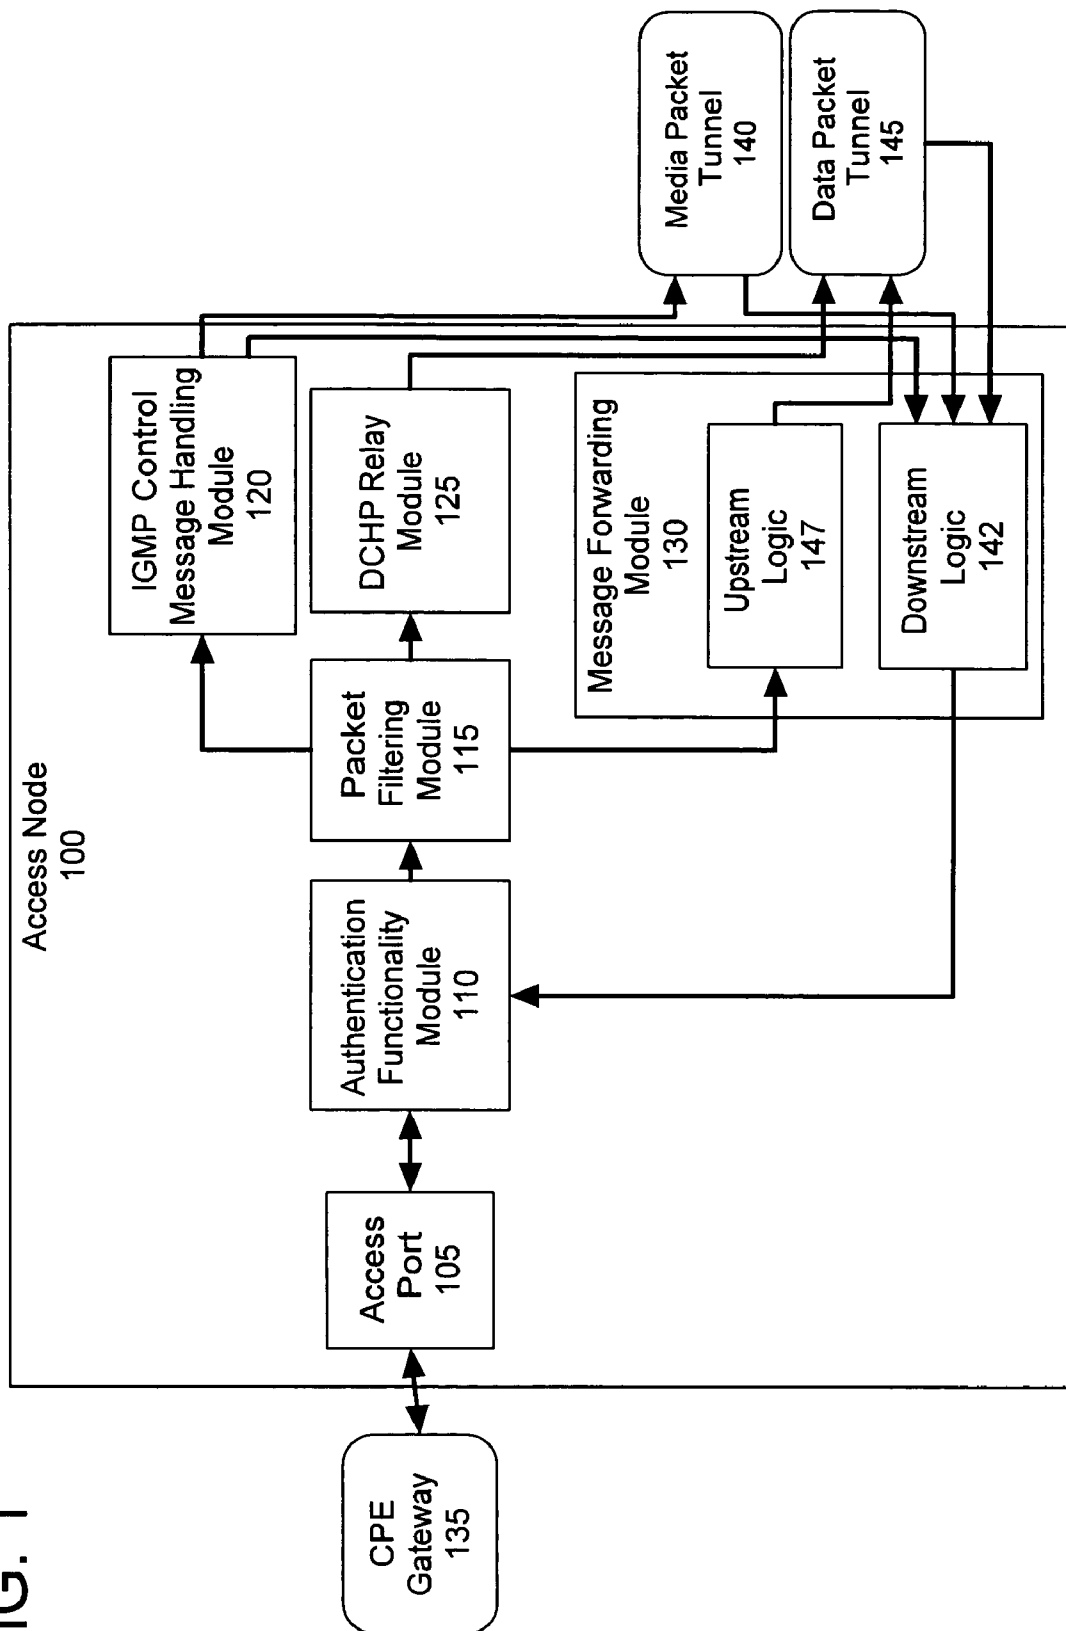 IG. 1
Access Node
100
CPE
Gateway
135
Access
Port
105
Authentication
Functionality
Module
110
Packet
Filtering
Module
115
IGMP Control
Message Handling
Module
120
DCHP Relay
Module
125
Message Forwarding
Module
130
Upstream
Logic
147
Downstream
Logic
142
Media Packet
Tunnel
140
Data Packet
Tunnel
145